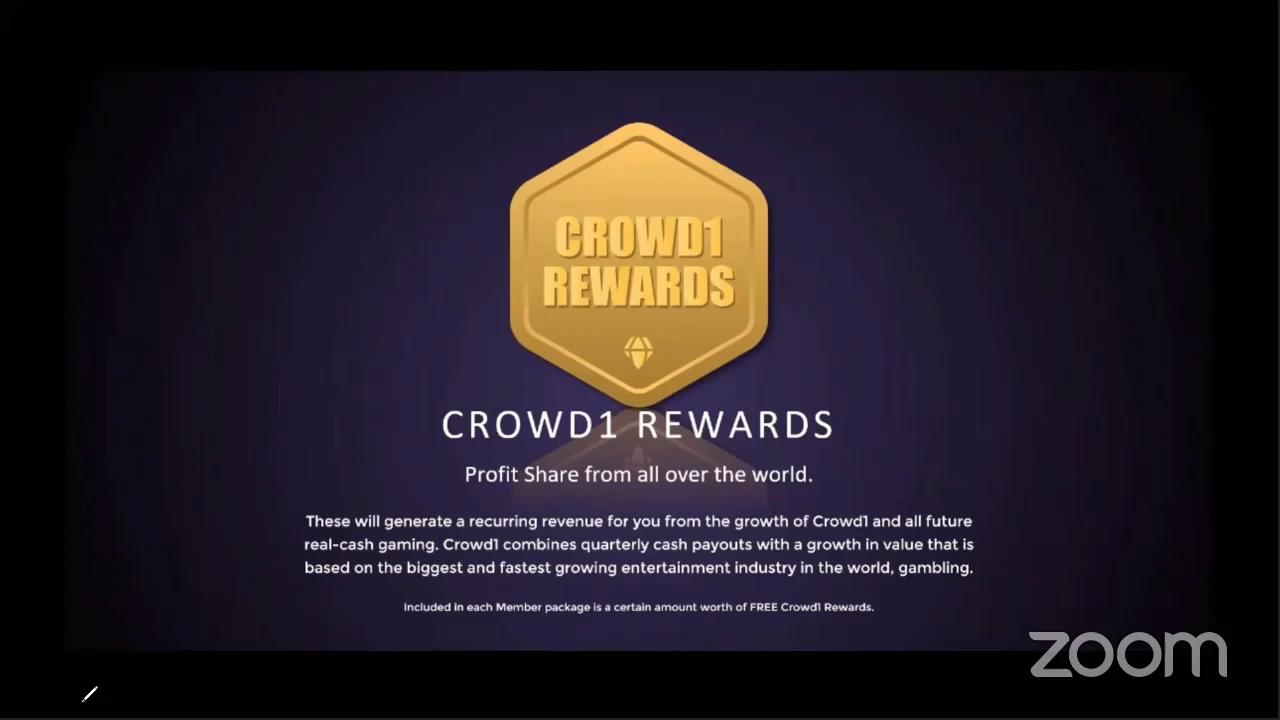 CROWD1
REWARDS
CROWD1 REWARDS
Profit Share from all over the world.
These will generate a recurring revenue for you from the growth of Crowd1 and all future
real-cash gaming. Crowd1 combines quarterly cash payouts with a growth in value that is
based on the biggest and fastest growing entertainment industry in the world, gambling.
Included in each Member package is a certain amount worth of FREE Crowd1 Rewards.
zoom